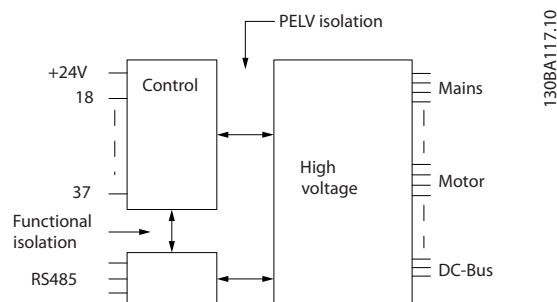 PELV isolation
130BA117.10
+24V
Control
Mains
18
High
voltage
Motor
37
Functional
isolation
DC-Bus
RS485